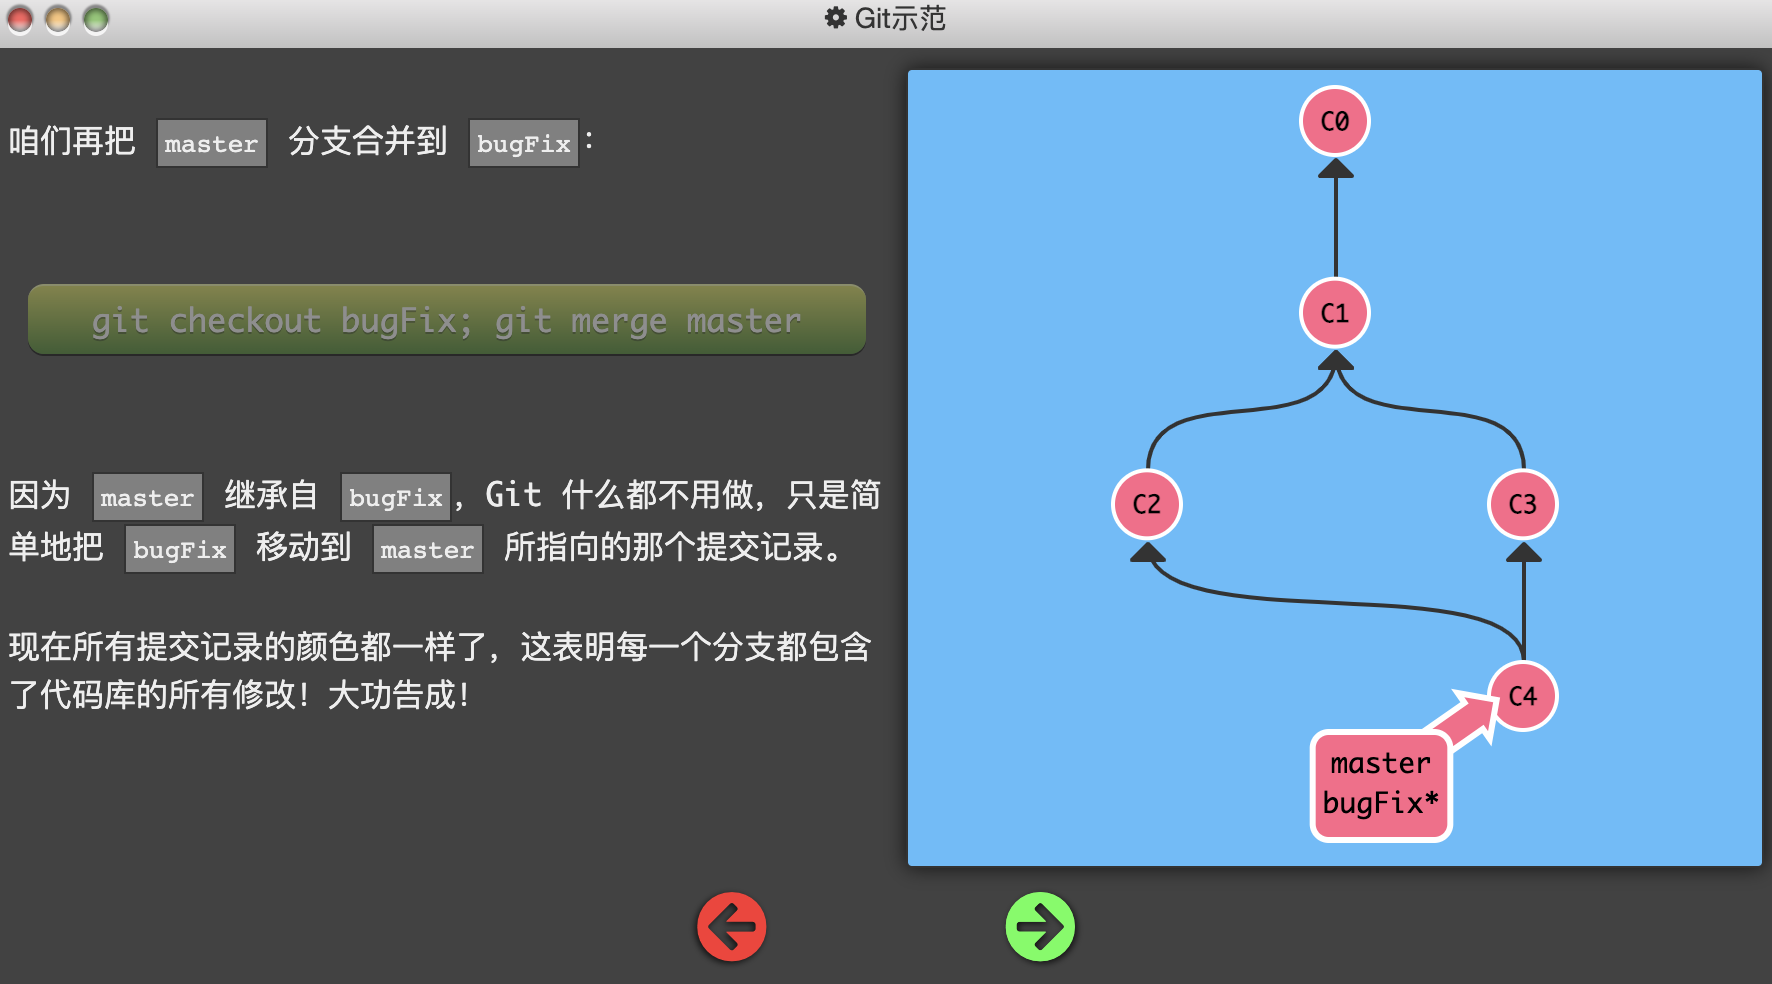 Git示范
咱们再把 master 分支合并到 bugFix：
git checkout bugFix; git merge master
因为 master 继承自 bugFix，Git 什么都不用做，只是简
单地把 bugFix 移动到 master 所指向的那个提交记录。
现在所有提交记录的颜色都一样了，这表明每一个分支都包含
了代码库的所有修改！大功告成！
C0
C1
C2
C3
C4
master
bugFix*